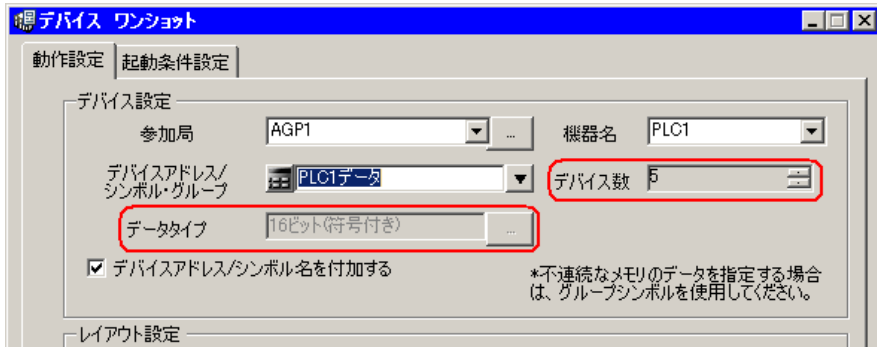 デバイス ワンショット
動作設定 起動条件設定
デバイス設定
参加局 AGP1 ... 機器名 PLC1
デバイスアドレス/
シンボル・グループ PLC1データ デバイス数 5
データタイプ 16ビット(符号付き) ...
デバイスアドレス/シンボル名を付加する
*不連続なメモリのデータを指定する場合
は、グループシンボルを使用してください。
レイアウト設定